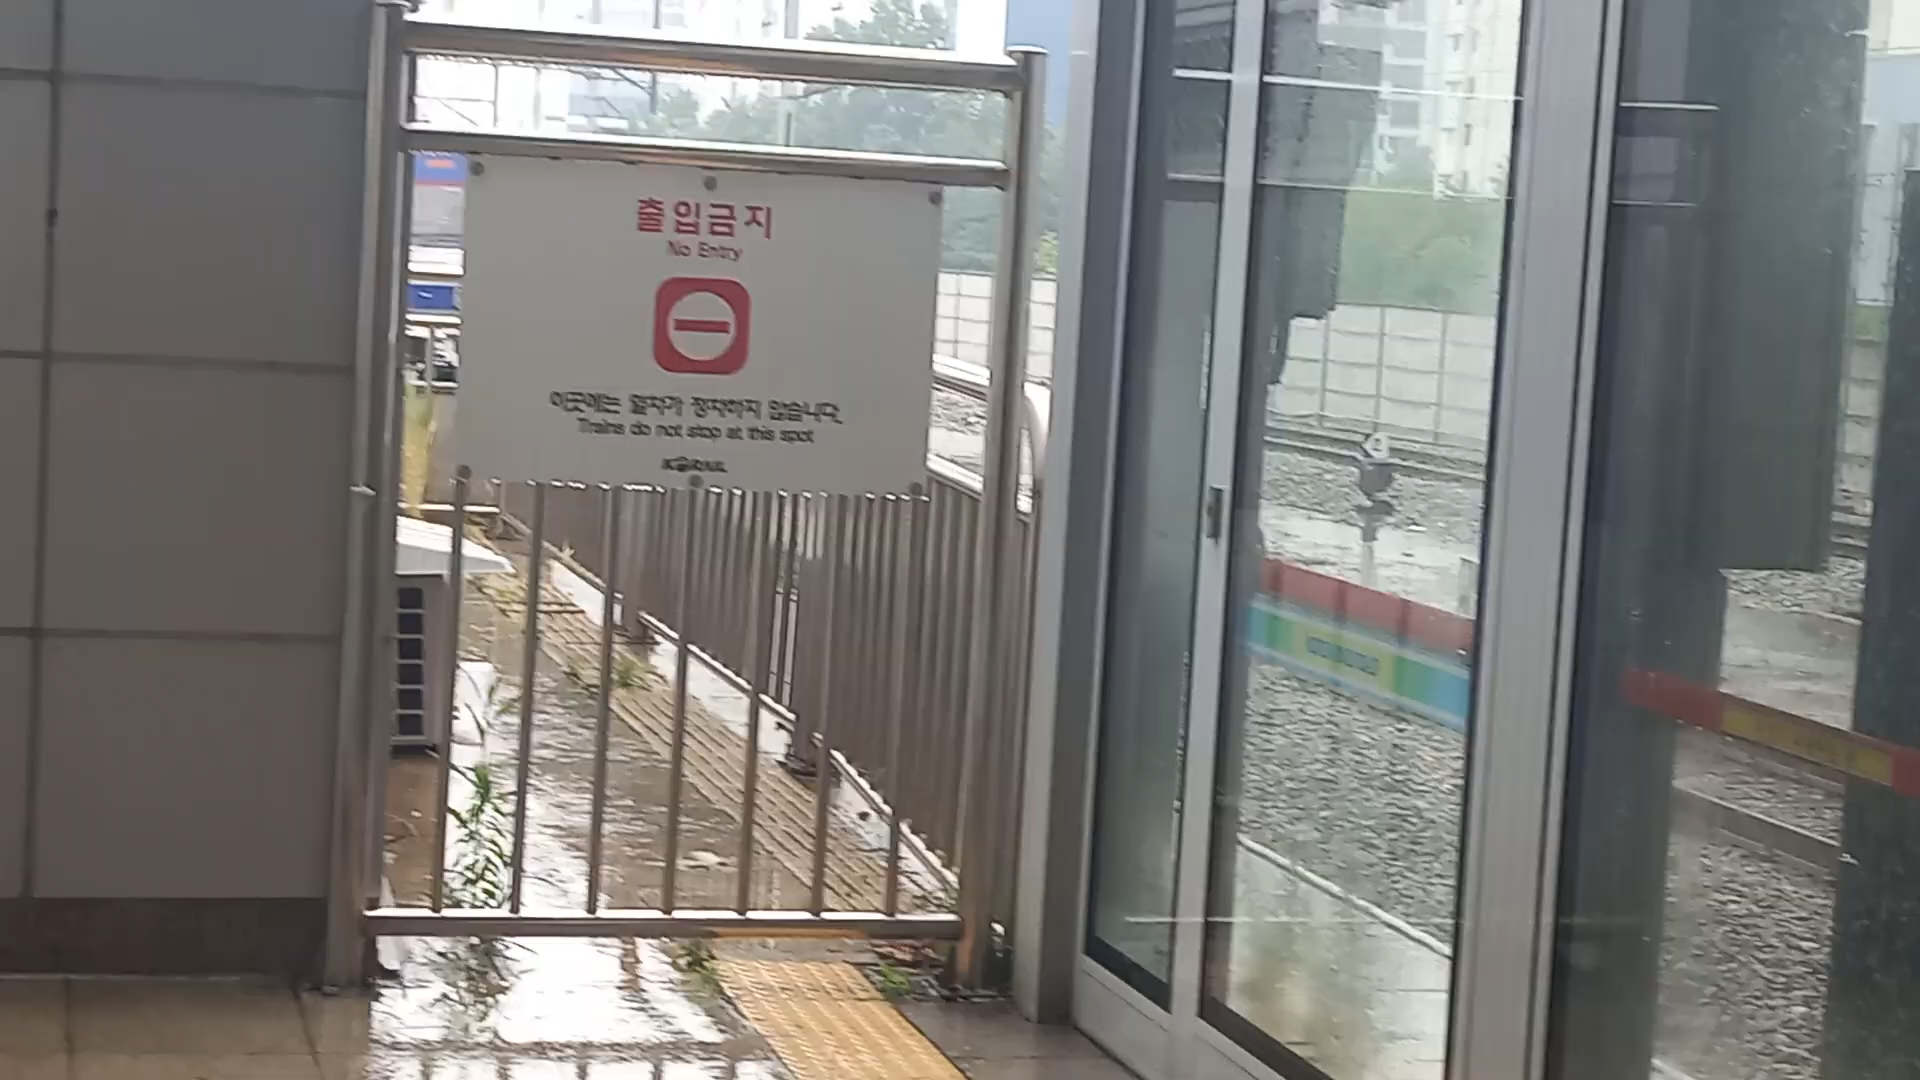 출입금지
No Entry
이곳에는 열차가 정차하지 않습니다.
Trains do not stop at this spot
KORAIL